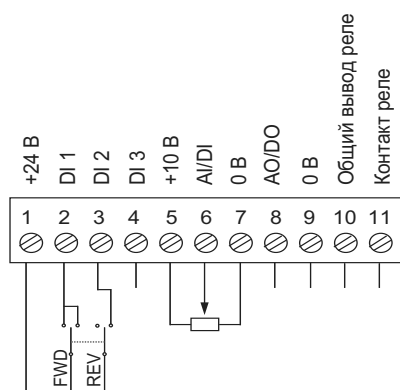 +24 В
DI 1
DI 2
DI 3
+10 В
AI/DI
0 В
AO/DO
0 В
Общий вывод реле
Контакт реле
1 2 3 4 5 6 7 8 9 10 11
FWD
REV